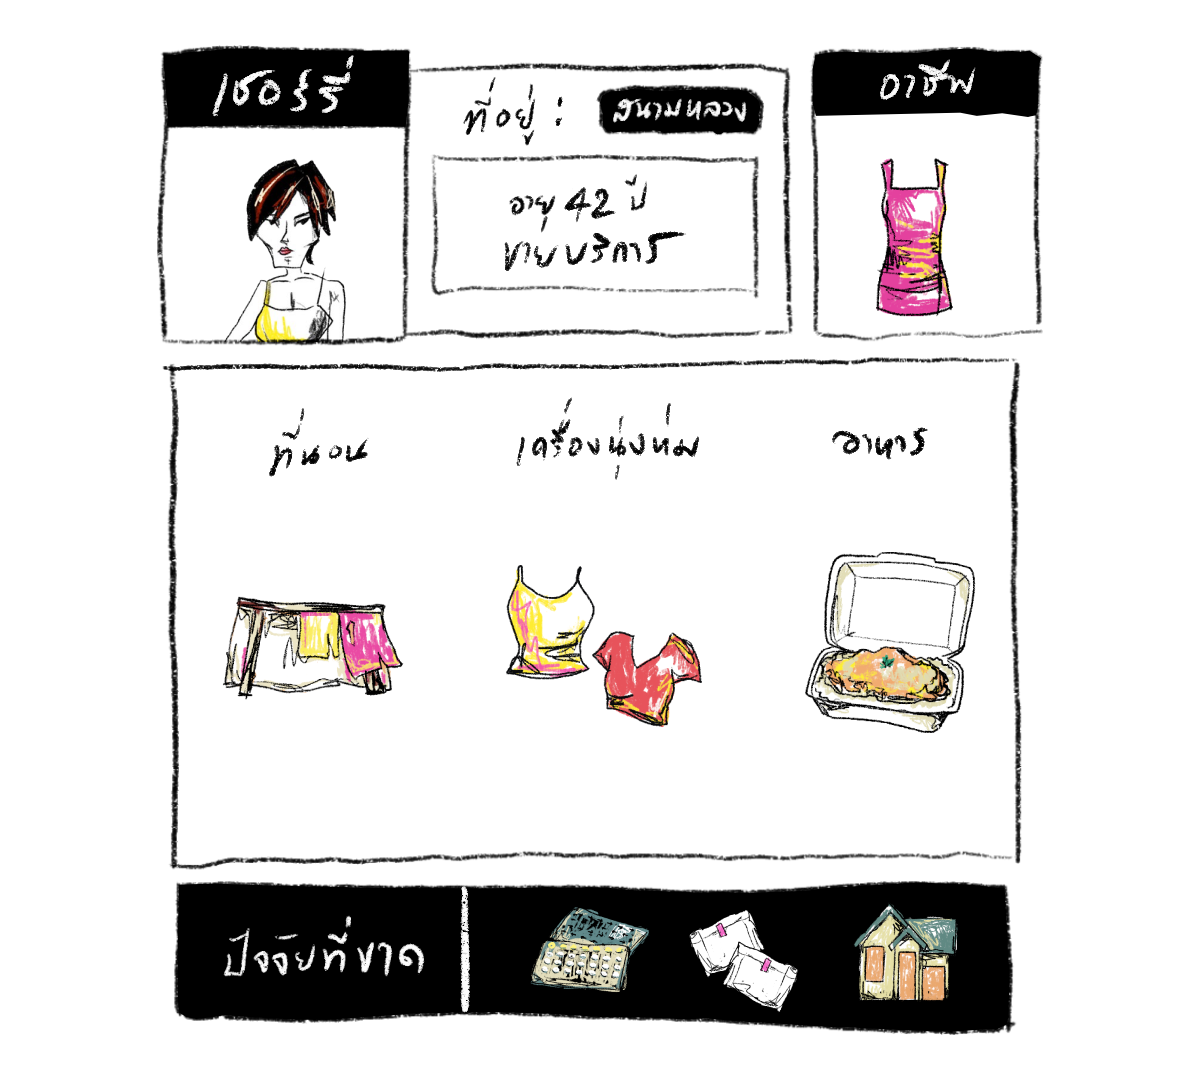 เชอร์รี่
ที่อยู่ : สนามหลวง
อายุ 42 ปี
ขายบริการ
อาชีพ
ที่นอน
เครื่องนุ่งห่ม
อาหาร
ปัจจัยที่ขาด